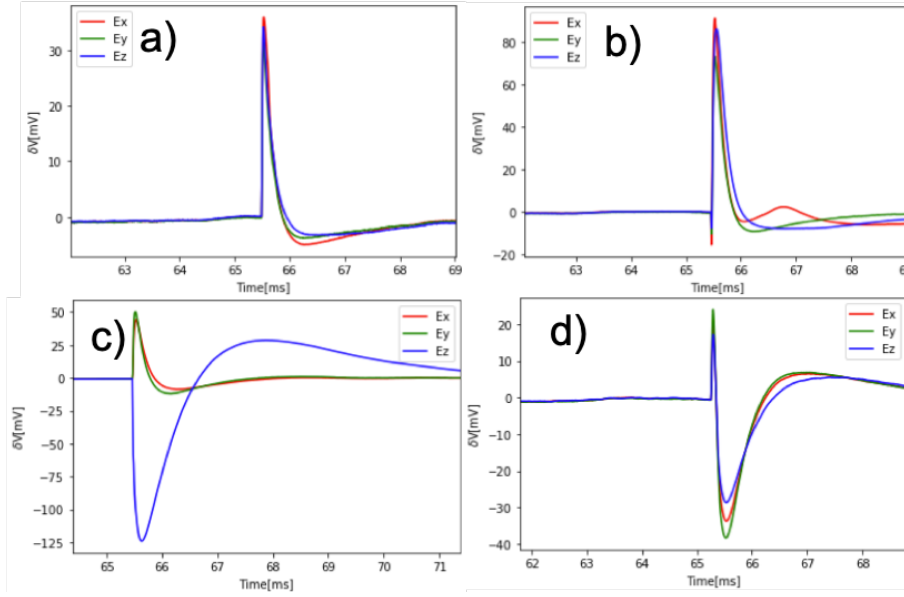 a)
Ex
Ey
Ez
δV[mV]
30
20
10
0
63
64
65
66
67
68
69
Time[ms]
b)
Ex
Ey
Ez
δV[mV]
80
60
40
20
0
−20
63
64
65
66
67
68
Time[ms]
c)
Ex
Ey
Ez
δV[mV]
50
25
0
−25
−50
−75
−100
−125
65
66
67
68
69
70
71
Time[ms]
d)
Ex
Ey
Ez
δV[mV]
20
10
0
−10
−20
−30
−40
62
63
64
65
66
67
68
Time[ms]